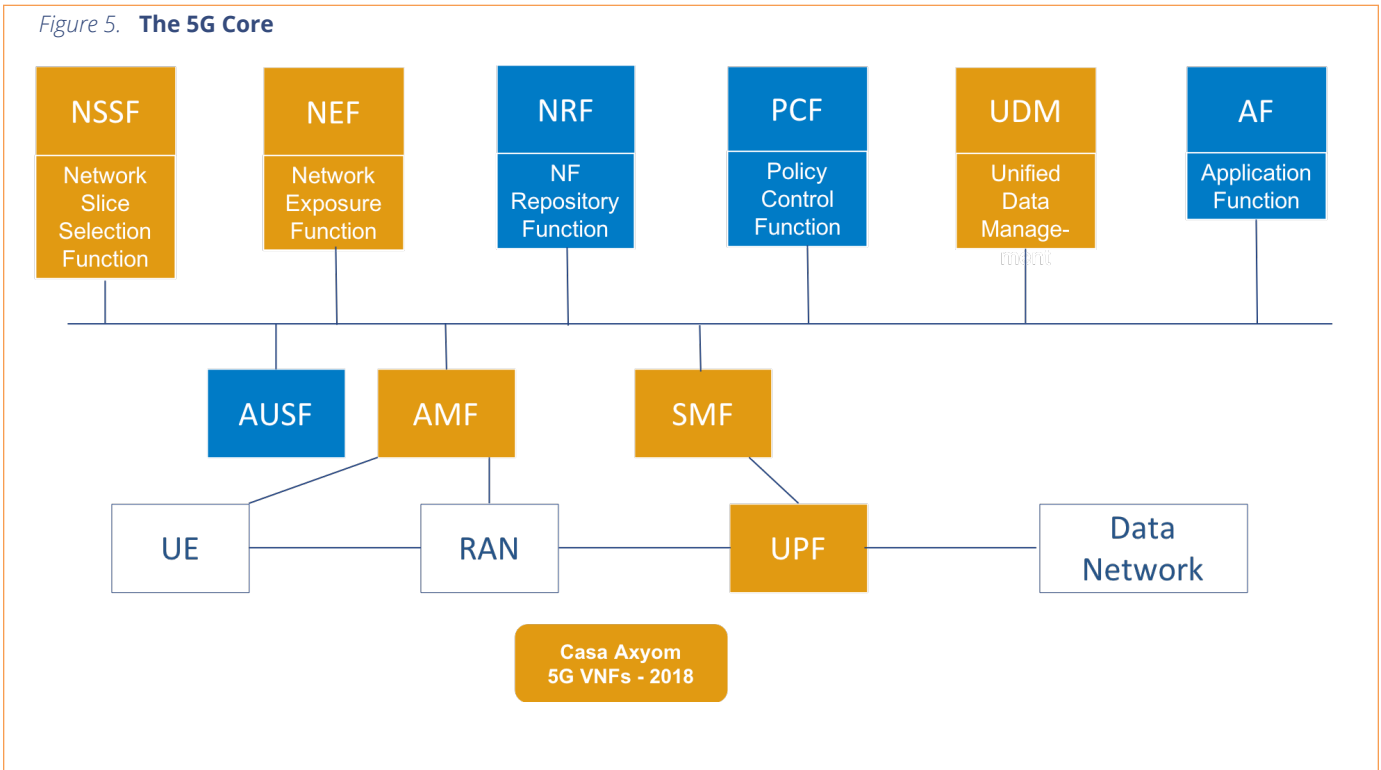 Figure 5. The 5G Core
NSSF
Network
Slice
Selection
Function
NEF
Network
Exposure
Function
NRF
NF
Repository
Function
PCF
Policy
Control
Function
UDM
Unified
Data
Manage-
ment
AF
Application
Function
AUSF
AMF
SMF
UE
RAN
UPF
Data
Network
Casa Axyom
5G VNFs - 2018